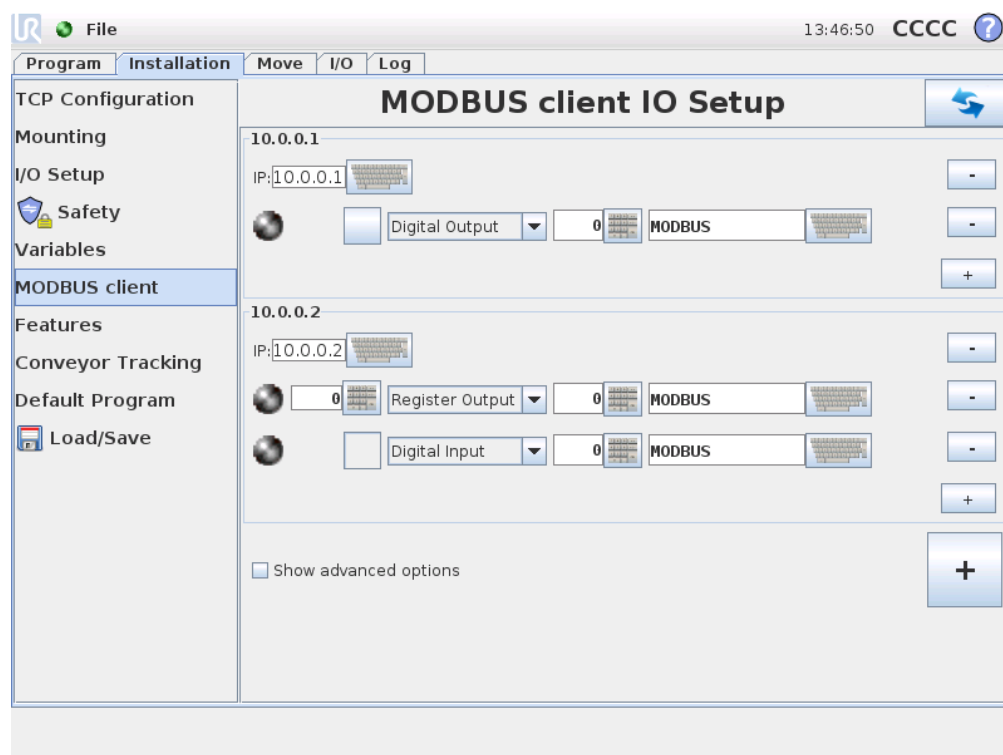 UR File 13:46:50 CCCC ?
Program Installation Move I/O Log
TCP Configuration
Mounting
I/O Setup
Safety
Variables
MODBUS client
Features
Conveyor Tracking
Default Program
Load/Save
MODBUS client IO Setup
10.0.0.1
IP: 10.0.0.1 -
Digital Output 0 MODBUS -
+
10.0.0.2
IP: 10.0.0.2 -
0 Register Output 0 MODBUS -
Digital Input 0 MODBUS -
+
Show advanced options +